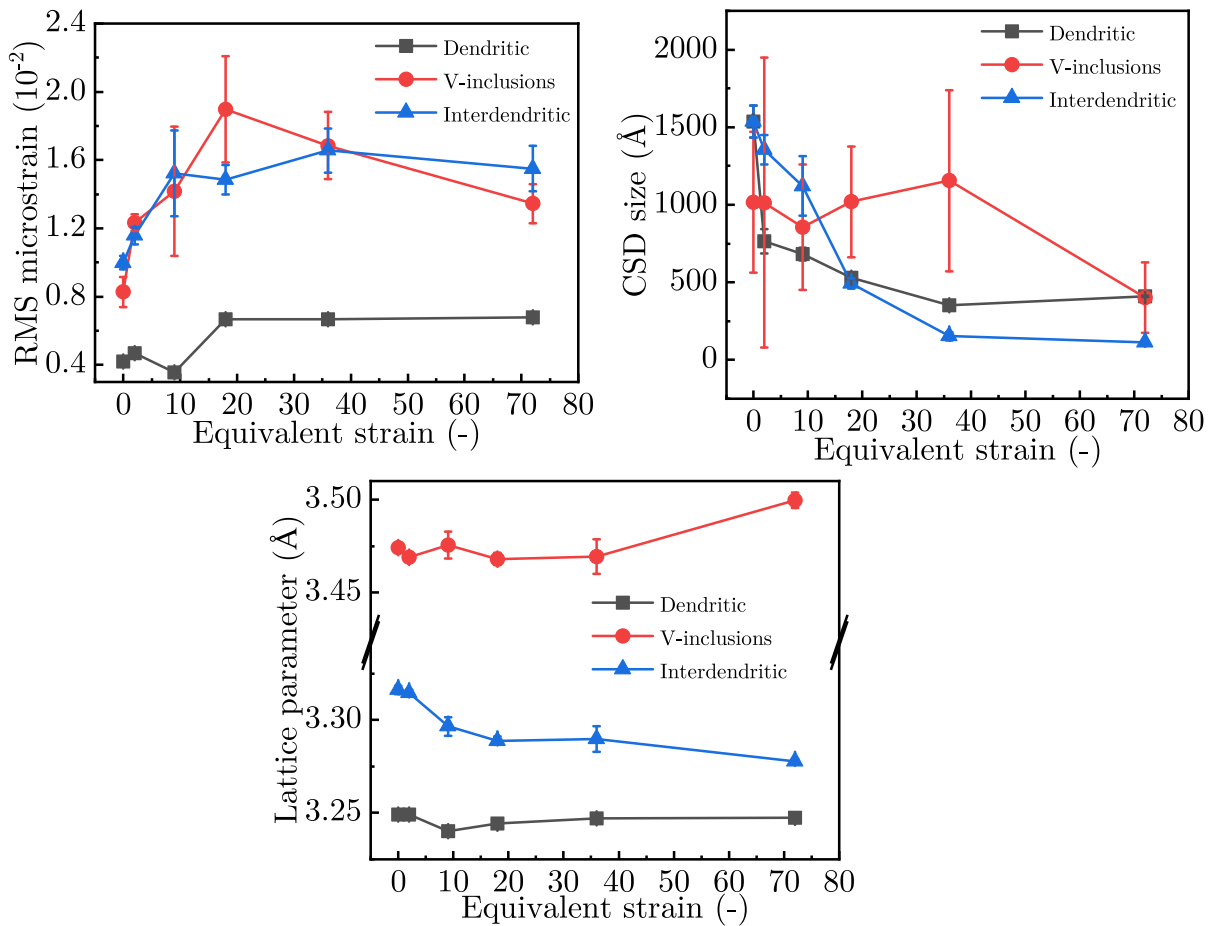 RMS microstrain (10⁻²)
2.4
2.0
1.6
1.2
0.8
0.4
Dendritic
V-inclusions
Interdendritic
0 10 20 30 40 50 60 70 80
Equivalent strain (-)
CSD size (Å)
2000
1500
1000
500
0
Dendritic
V-inclusions
Interdendritic
0 10 20 30 40 50 60 70 80
Equivalent strain (-)
Lattice parameter (Å)
3.50
3.45
3.30
3.25
Dendritic
V-inclusions
Interdendritic
0 10 20 30 40 50 60 70 80
Equivalent strain (-)